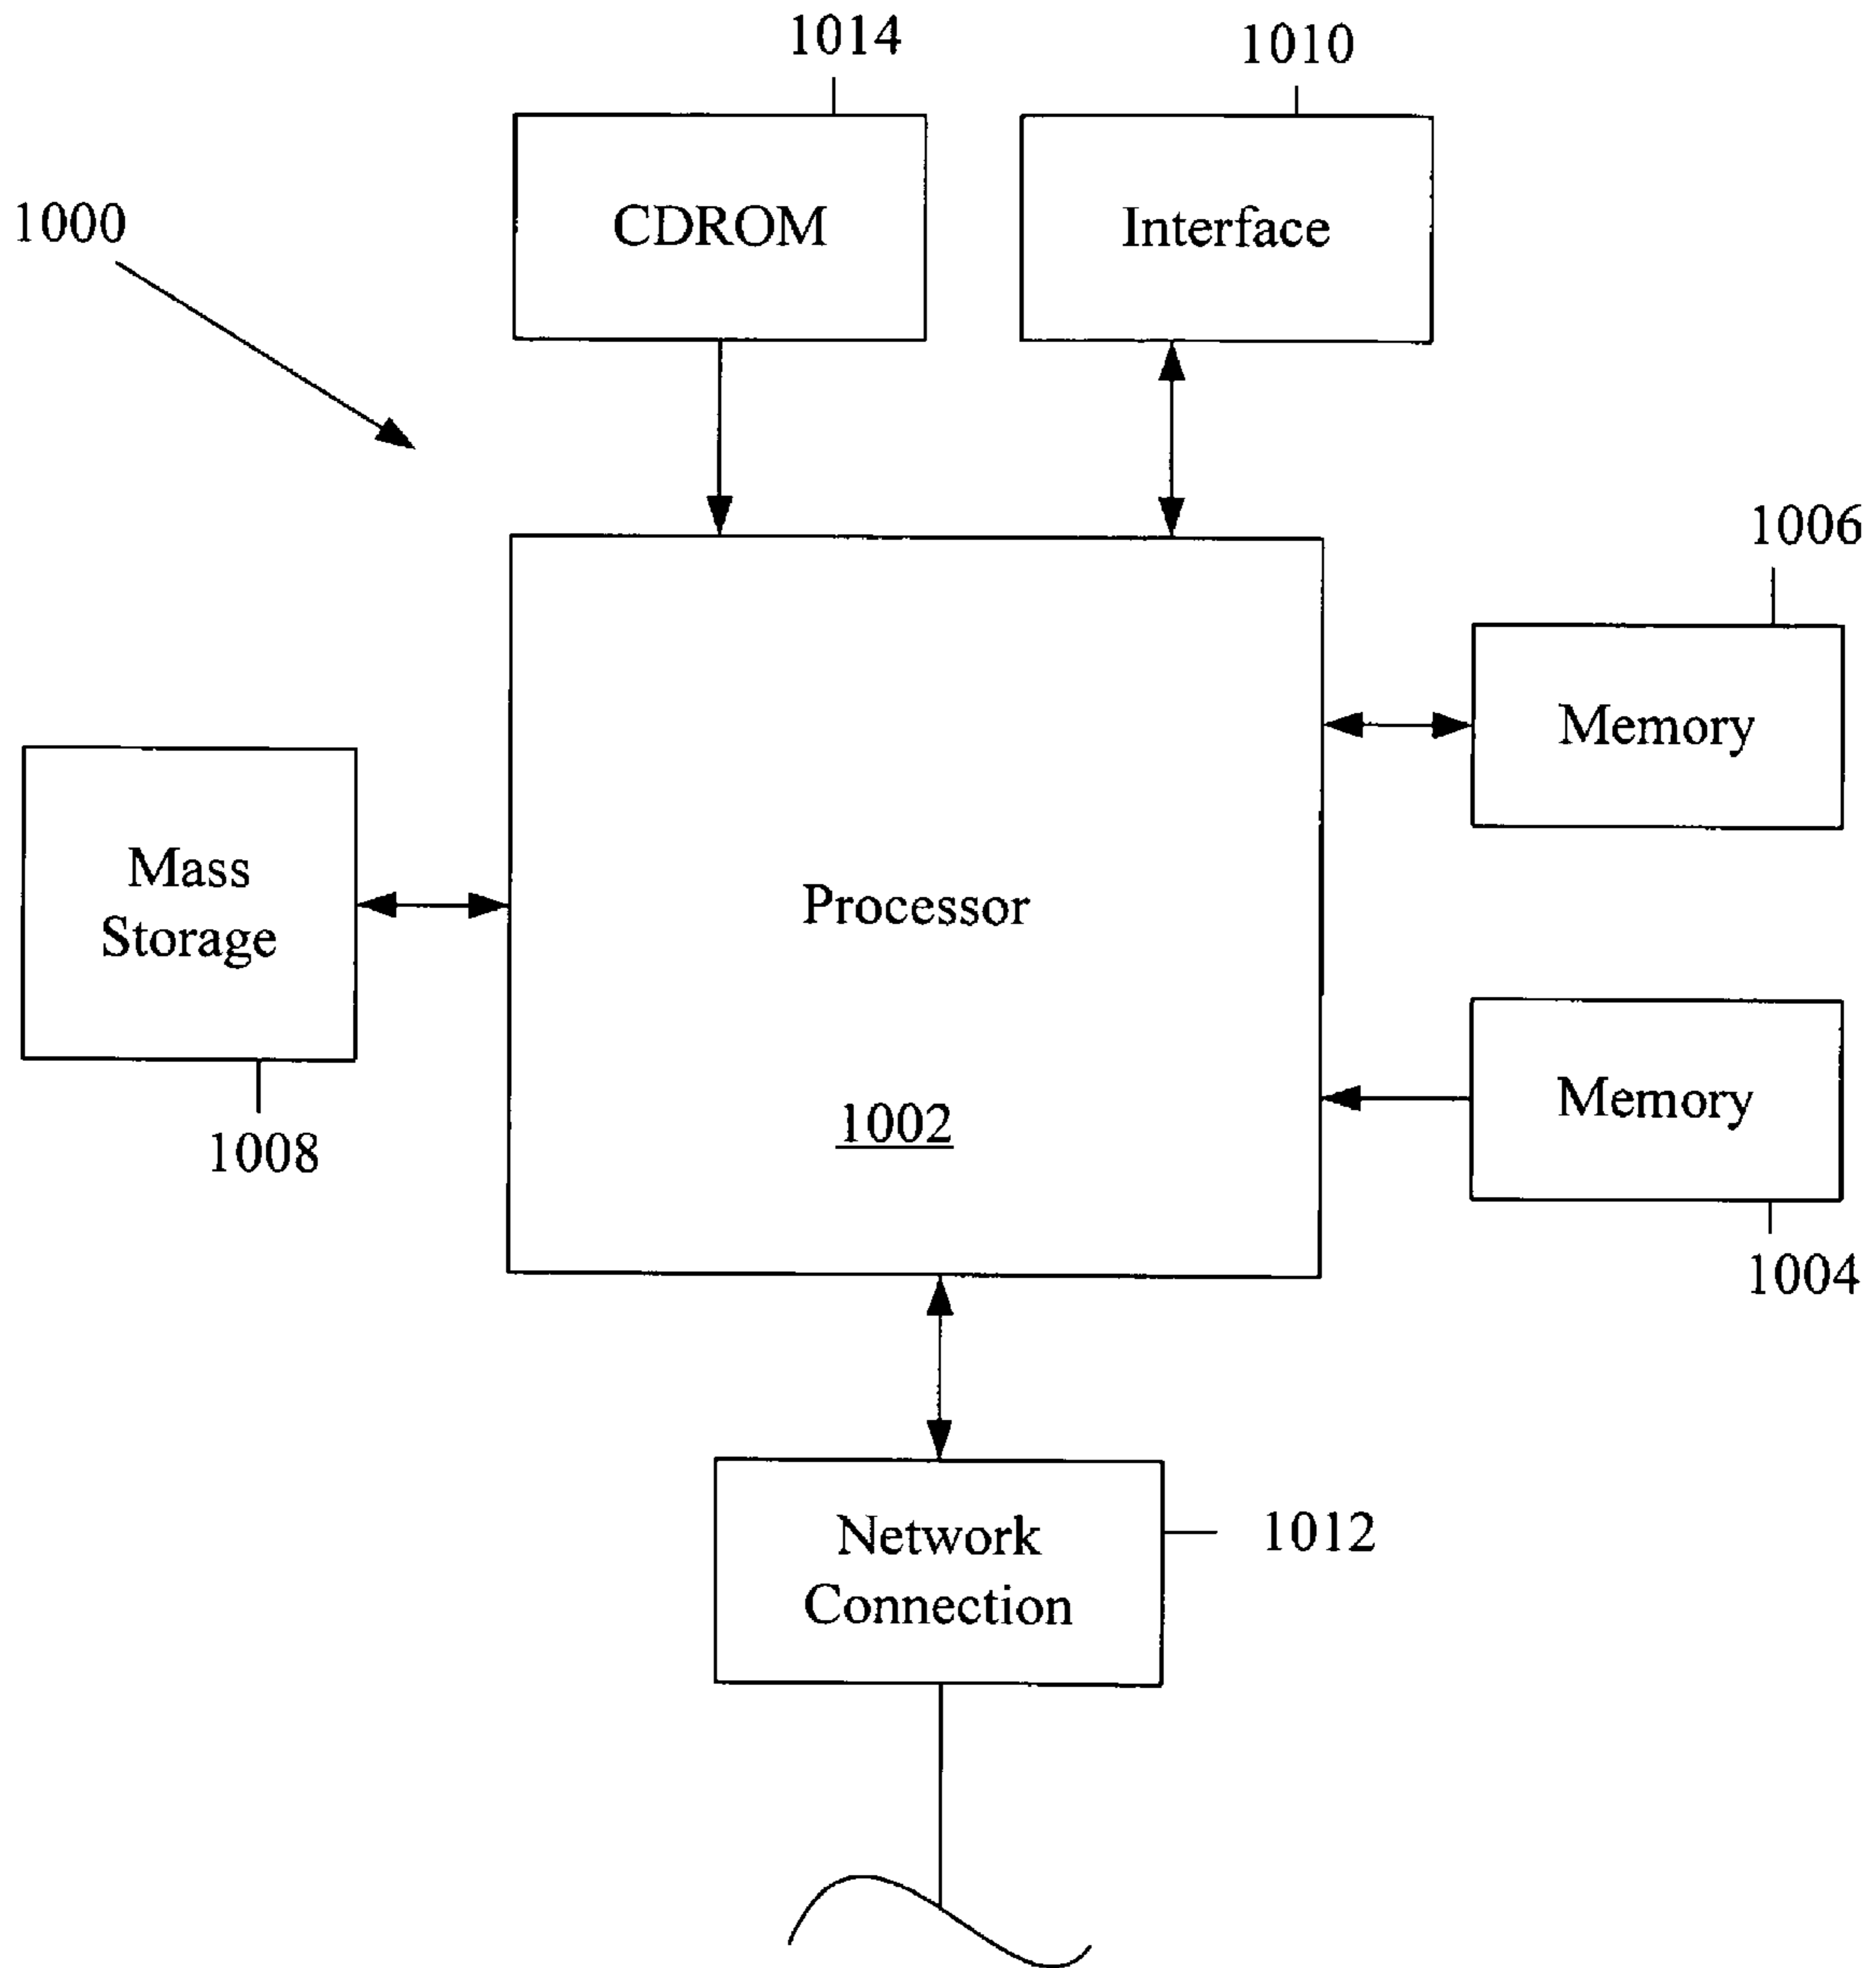 1014
1010
1000
CDROM
Interface
1006
Memory
Mass
Storage
Processor
Memory
1002
1008
1004
Network
Connection
1012